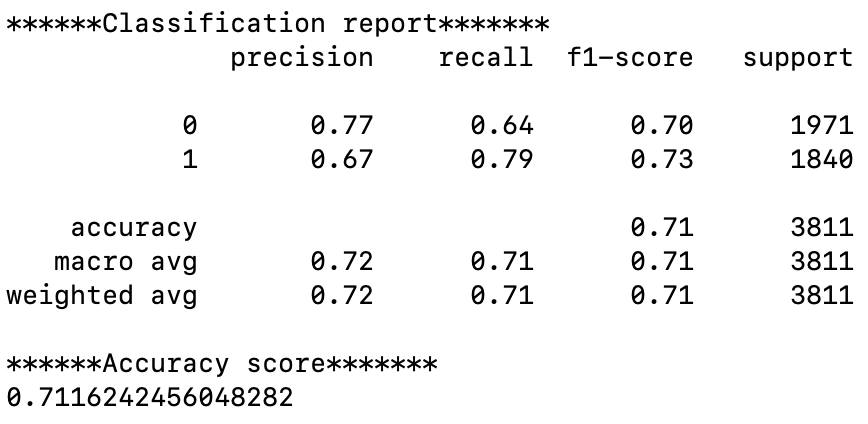 ******Classification report*******
precision recall f1-score support
0 0.77 0.64 0.70 1971
1 0.67 0.79 0.73 1840
accuracy 0.71 3811
macro avg 0.72 0.71 0.71 3811
weighted avg 0.72 0.71 0.71 3811
******Accuracy score*******
0.7116242456048282